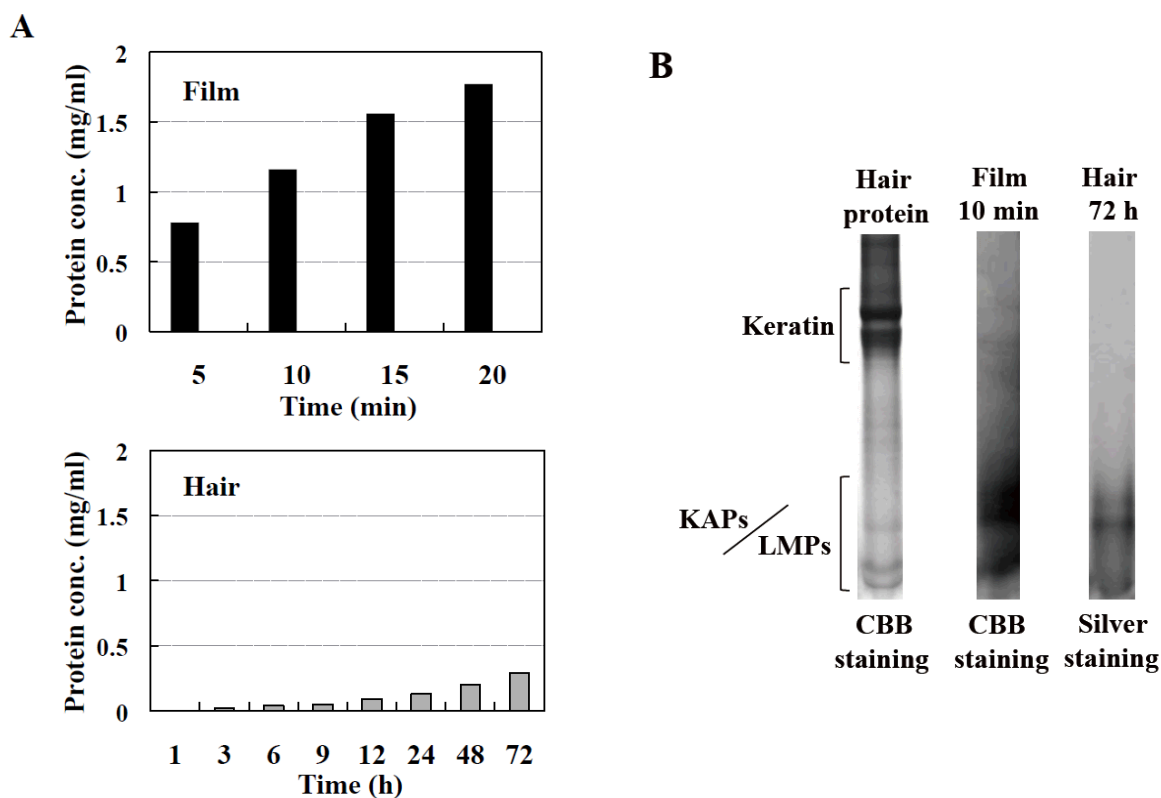 A
Film
Protein conc. (mg/ml)
2
1.5
1
0.5
0
5 10 15 20
Time (min)
Hair
Protein conc. (mg/ml)
2
1.5
1
0.5
0
1 3 6 9 12 24 48 72
Time (h)
B
Hair
protein
Film
10 min
Hair
72 h
Keratin
KAPs
LMPs
CBB
staining
CBB
staining
Silver
staining